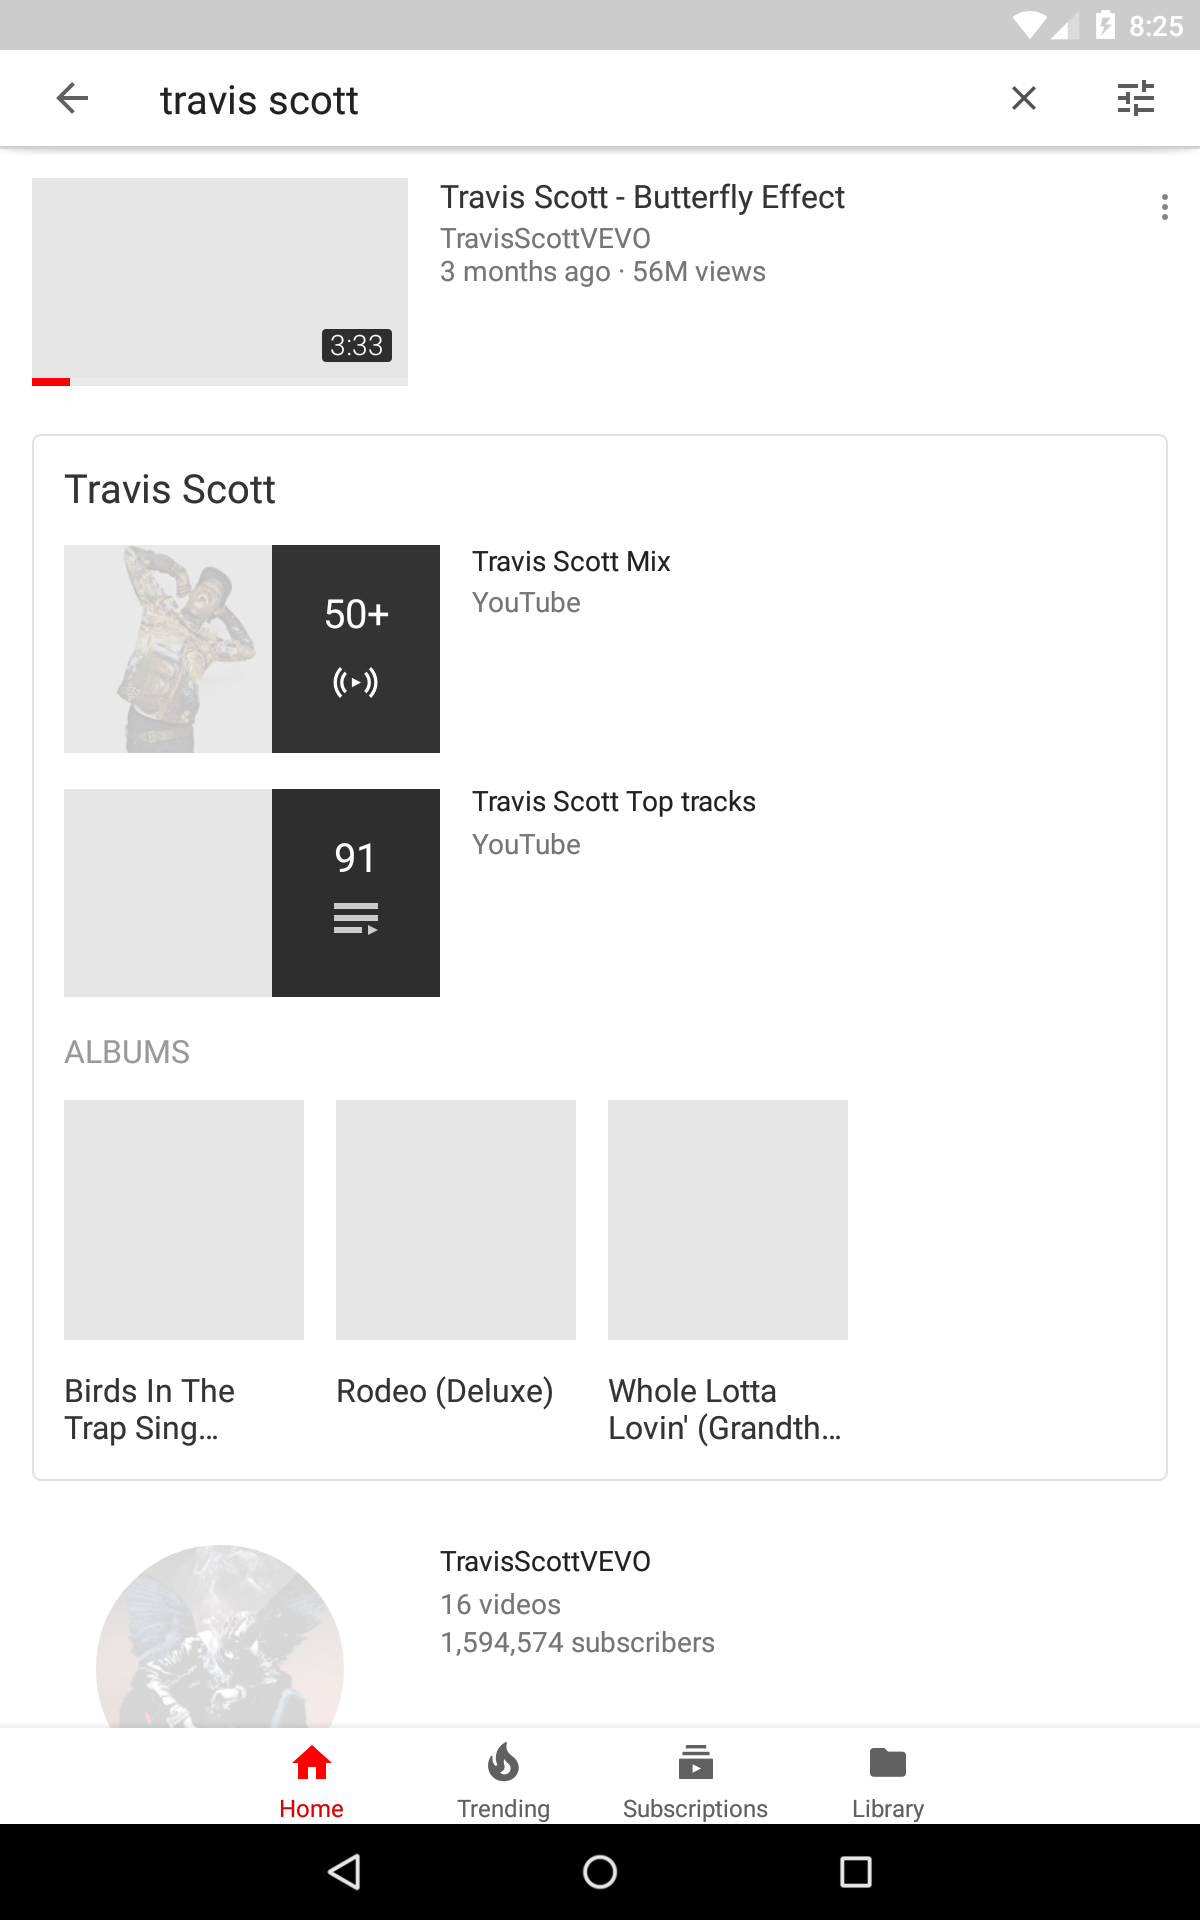 8:25
travis scott
Travis Scott - Butterfly Effect
TravisScottVEVO
3 months ago · 56M views
3:33
Travis Scott
50+
Travis Scott Mix
YouTube
91
Travis Scott Top tracks
YouTube
ALBUMS
Birds In The
Trap Sing...
Rodeo (Deluxe)
Whole Lotta
Lovin' (Grandth...
TravisScottVEVO
16 videos
1,594,574 subscribers
Home
Trending
Subscriptions
Library